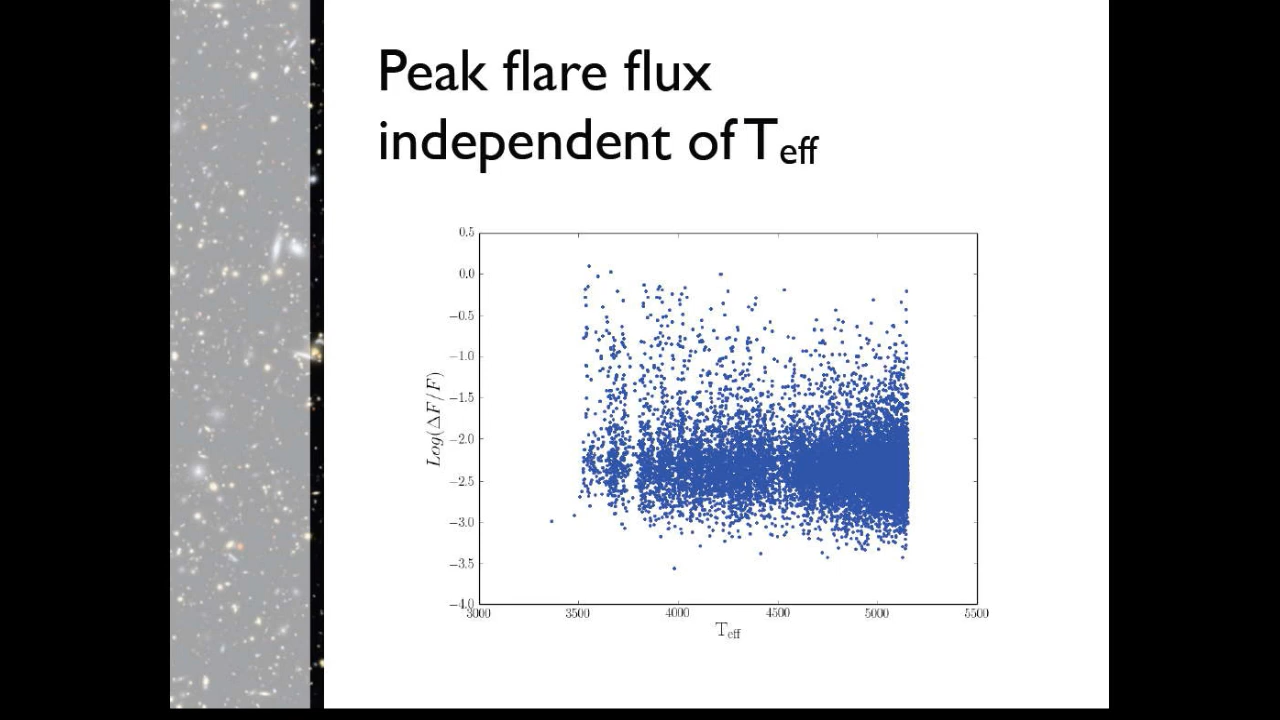 Peak flare flux
independent of Teff
0.5
0.0
−0.5
−1.0
−1.5
−2.0
−2.5
−3.0
−3.5
−4.0
Log(ΔF/F)
3000 3500 4000 4500 5000 5500
Teff